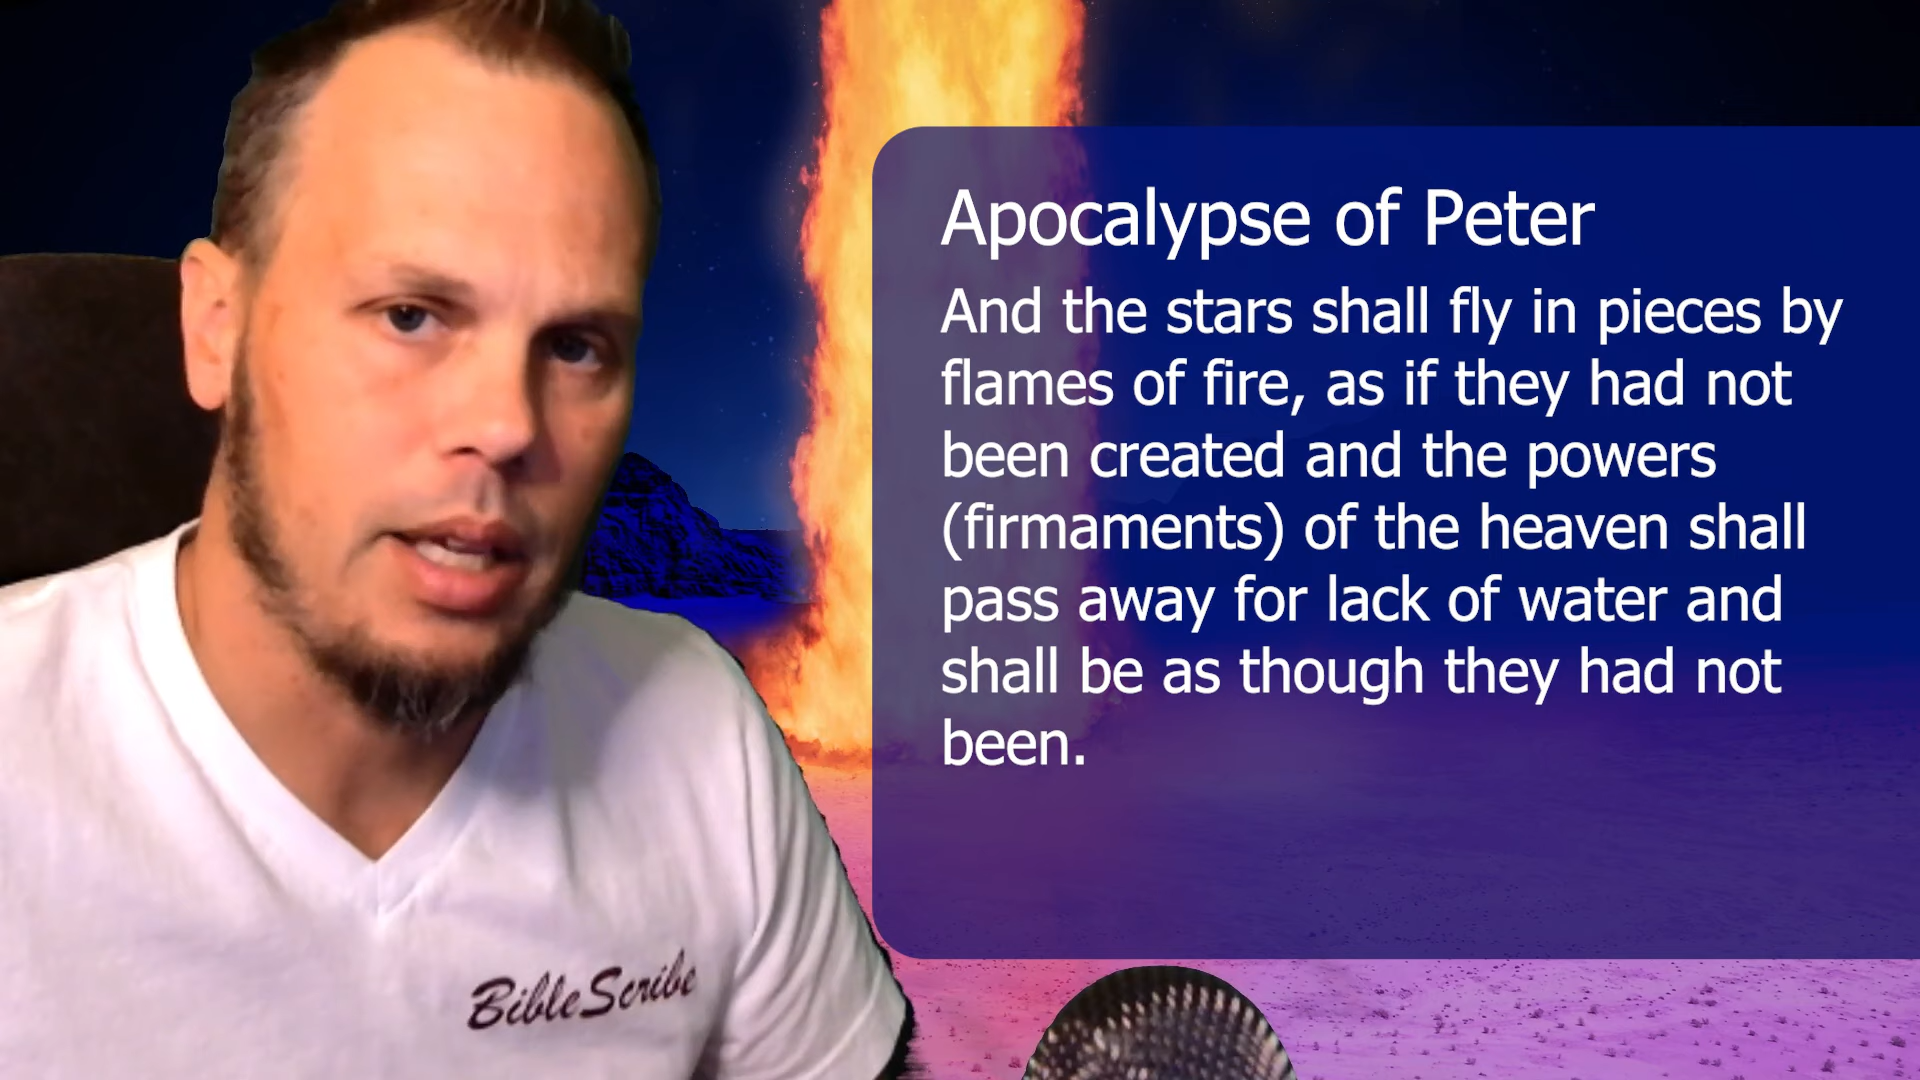 Apocalypse of Peter
And the stars shall fly in pieces by
flames of fire, as if they had not
been created and the powers
(firmaments) of the heaven shall
pass away for lack of water and
shall be as though they had not
been.
BibleScribe